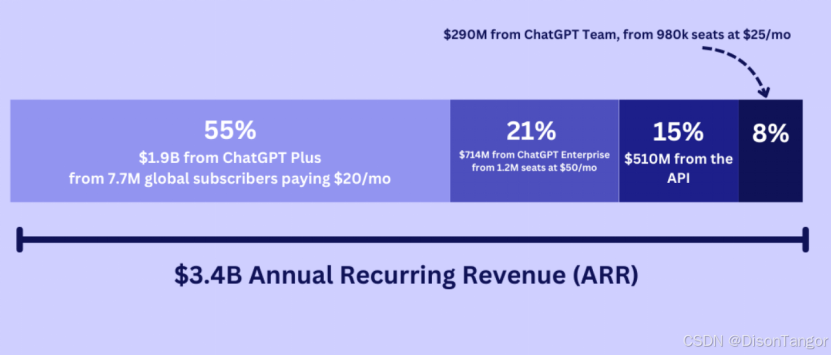 $290M from ChatGPT Team, from 980k seats at $25/mo
55%
$1.9B from ChatGPT Plus
from 7.7M global subscribers paying $20/mo
21%
$714M from ChatGPT Enterprise
from 1.2M seats at $50/mo
15%
$510M from the
API
8%
$3.4B Annual Recurring Revenue (ARR)
CSDN @DisonTangor